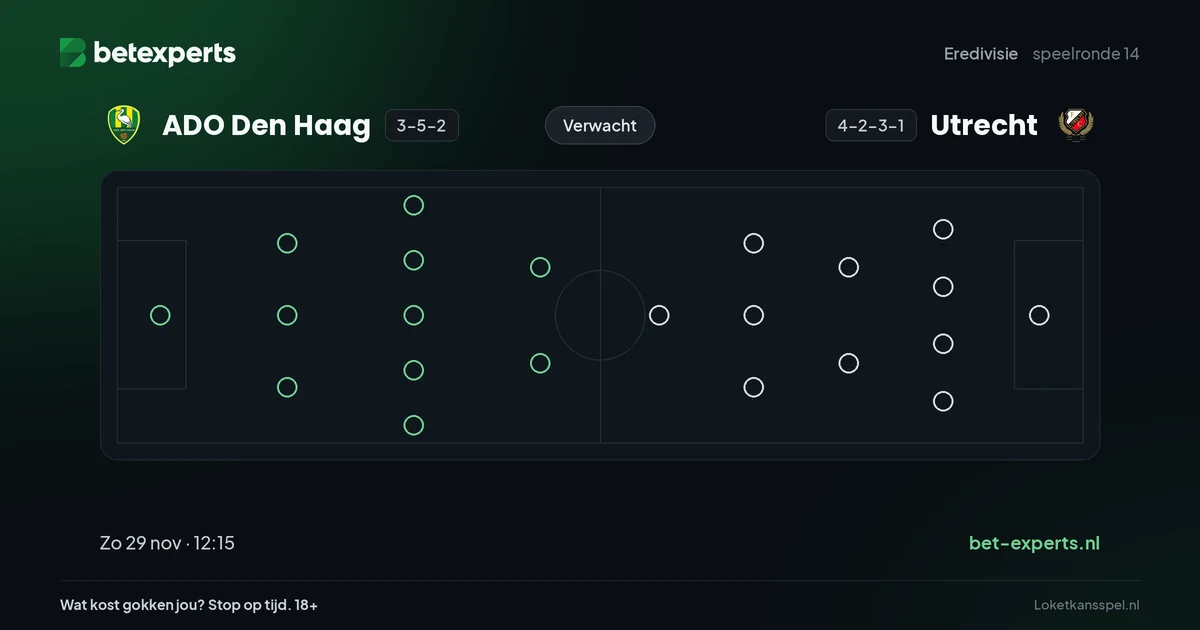 betexperts
Eredivisie speelronde 14
ADO Den Haag 3-5-2 Verwacht 4-2-3-1 Utrecht
Zo 29 nov · 12:15
bet-experts.nl
Wat kost gokken jou? Stop op tijd. 18+
Loketkansspel.nl